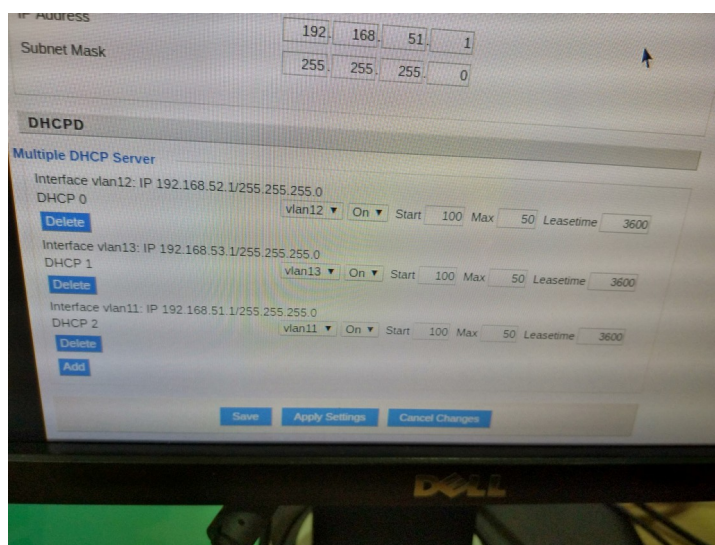 IP Address
192. 168. 51. 1
Subnet Mask
255. 255. 255. 0
DHCPD
Multiple DHCP Server
Interface vlan12: IP 192.168.52.1/255.255.255.0
DHCP 0 vlan12 ▼ On ▼ Start 100 Max 50 Leasetime 3600
Delete
Interface vlan13: IP 192.168.53.1/255.255.255.0
DHCP 1 vlan13 ▼ On ▼ Start 100 Max 50 Leasetime 3600
Delete
Interface vlan11: IP 192.168.51.1/255.255.255.0
DHCP 2 vlan11 ▼ On ▼ Start 100 Max 50 Leasetime 3600
Delete
Add
Save Apply Settings Cancel Changes
DELL